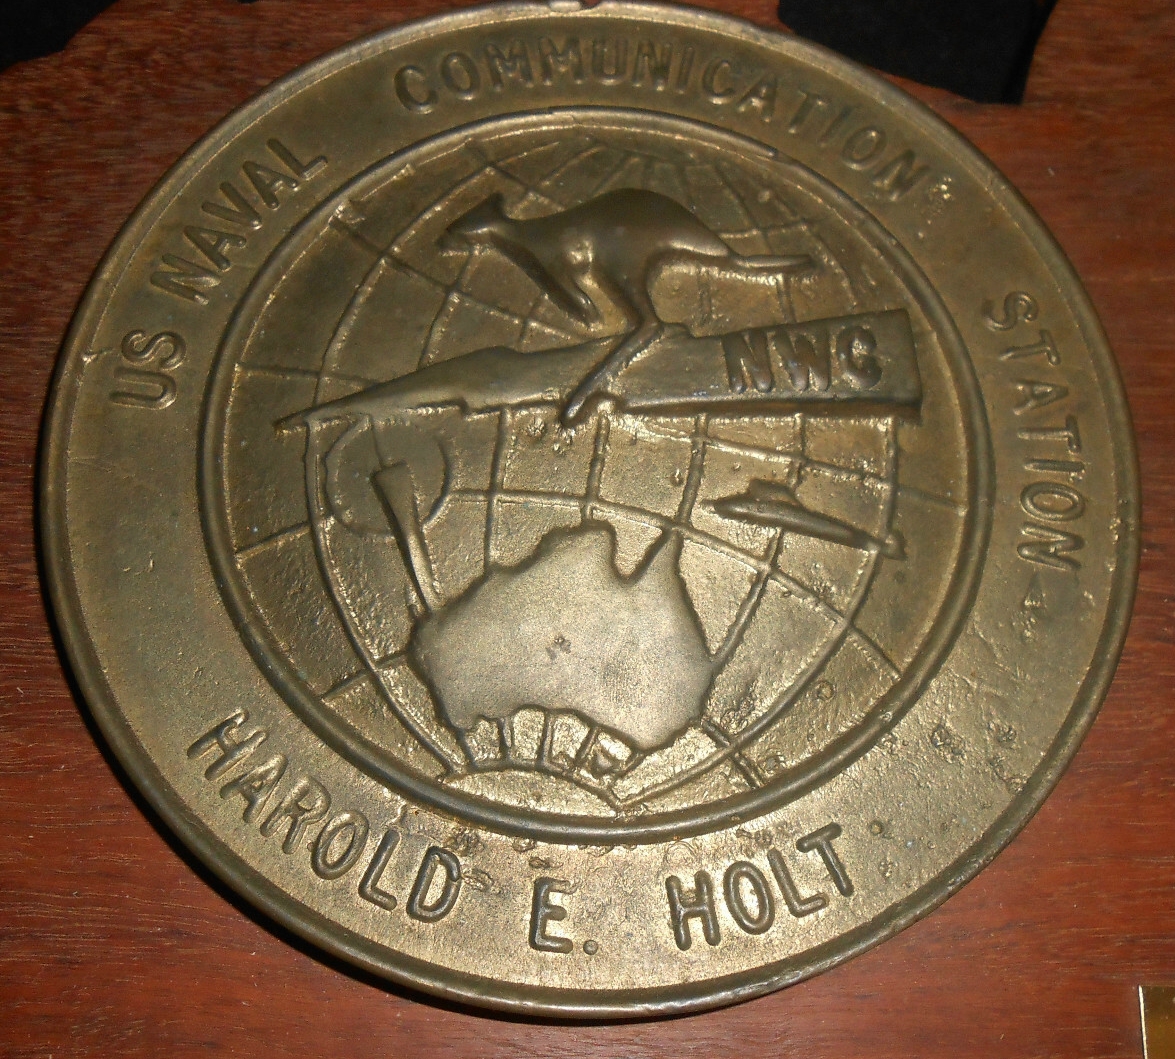 US NAVAL COMMUNICATION STATION
HAROLD E. HOLT
NWC